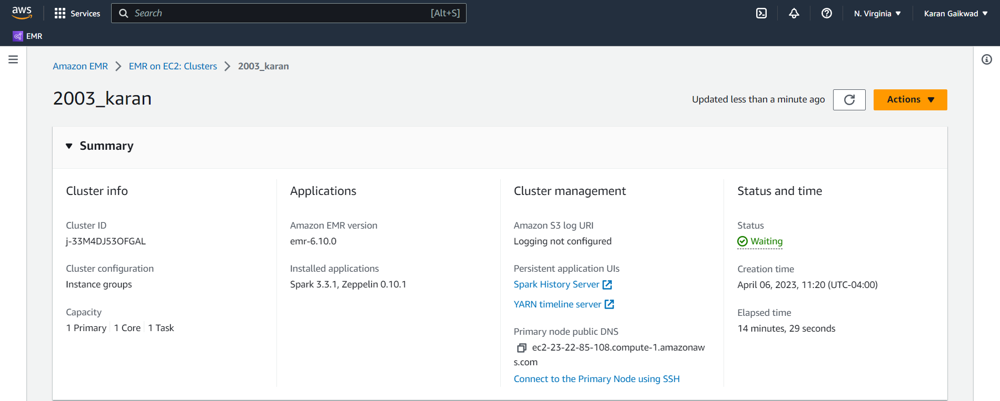 aws
Services
Search
[Alt+S]
N. Virginia
Karan Gaikwad
EMR
Amazon EMR
EMR on EC2: Clusters
2003_karan
2003_karan
Updated less than a minute ago
Actions
Summary
Cluster info
Cluster ID
j-33M4DJ53OFGAL
Cluster configuration
Instance groups
Capacity
1 Primary
1 Core
1 Task
Applications
Amazon EMR version
emr-6.10.0
Installed applications
Spark 3.3.1, Zeppelin 0.10.1
Cluster management
Amazon S3 log URI
Logging not configured
Persistent application UIs
Spark History Server
YARN timeline server
Primary node public DNS
ec2-23-22-85-108.compute-1.amazonaw
s.com
Connect to the Primary Node using SSH
Status and time
Status
Waiting
Creation time
April 06, 2023, 11:20 (UTC-04:00)
Elapsed time
14 minutes, 29 seconds